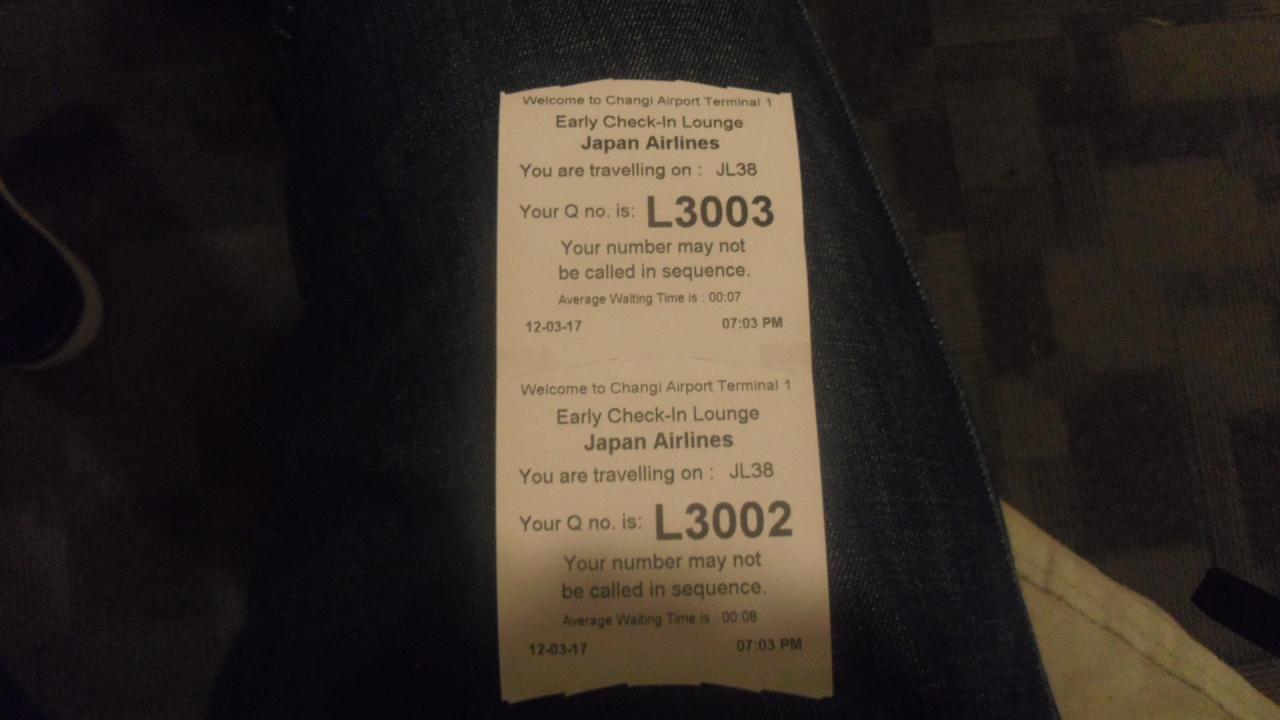 Welcome to Changi Airport Terminal 1
Early Check-In Lounge
Japan Airlines
You are travelling on : JL38
Your Q no. is: L3003
Your number may not
be called in sequence.
Average Waiting Time is : 00:07
12-03-17 07:03 PM
Welcome to Changi Airport Terminal 1
Early Check-In Lounge
Japan Airlines
You are travelling on : JL38
Your Q no. is: L3002
Your number may not
be called in sequence.
Average Waiting Time is : 00:08
12-03-17 07:03 PM